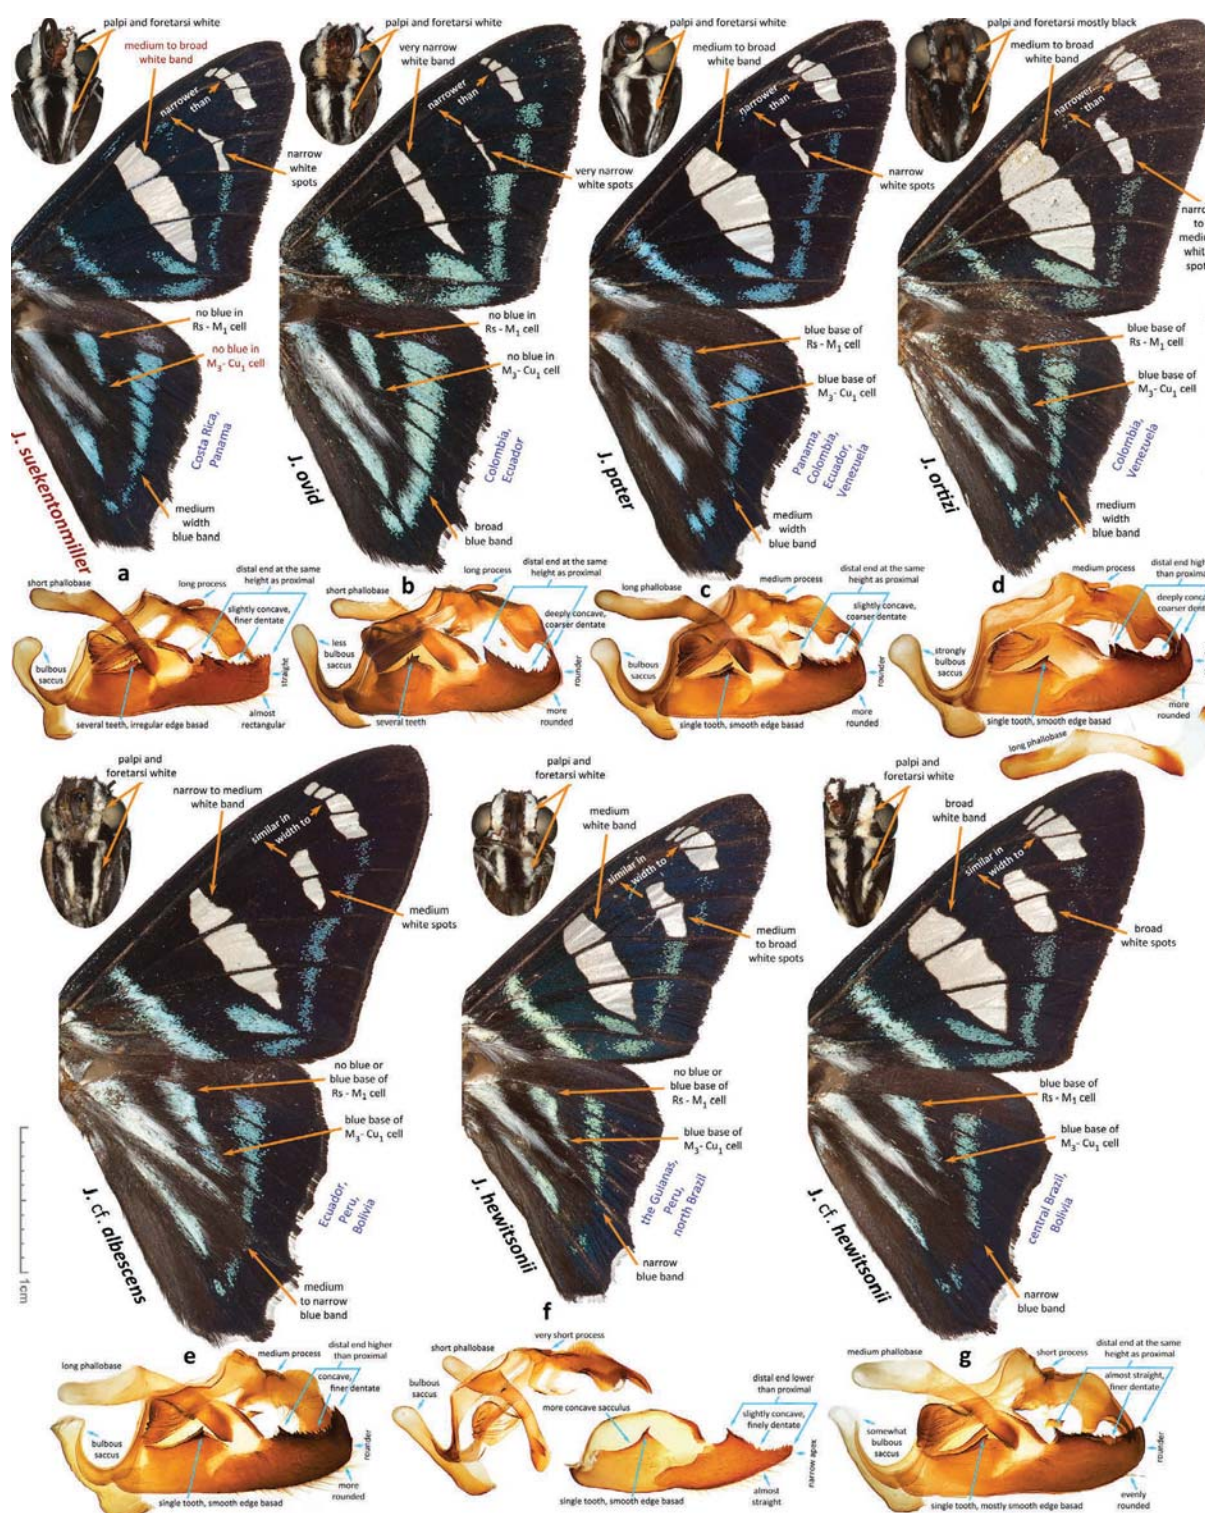 palpi and foretarsi white
medium to broad
white band
narrower
than
narrow
white
spots
no blue in
Rs - M1 cell
no blue in
M3- Cu1 cell
Costa Rica,
Panama
J. suekentonmiller
medium
width
blue band
palpi and foretarsi white
very narrow
white band
narrower
than
very narrow
white spots
no blue in
Rs - M1 cell
no blue in
M3- Cu1 cell
Colombia,
Ecuador
J. ovid
broad
blue band
palpi and foretarsi white
medium to broad
white band
narrower
than
narrow
white spots
blue base of
Rs - M1 cell
blue base of
M3- Cu1 cell
Panama,
Colombia,
Ecuador,
Venezuela
J. pater
medium
width
blue band
palpi and foretarsi mostly black
medium to broad
white band
narrower
than
to
spots
blue base of
Rs - M1 cell
blue base of
M3- Cu1 cell
Colombia,
Venezuela
J. ortizi
medium
width
blue band
a
short phallobase
long process
distal end at the same
height as proximal
slightly concave,
finer dentate
bulbous
saccus
straight
several teeth, irregular edge basad
almost
rectangular
b
short phallobase
long process
distal end at the same
height as proximal
deeply concave,
coarser dentate
less
bulbous
saccus
rounder
several teeth
more
rounded
c
long phallobase
medium process
distal end at the same
height as proximal
slightly concave,
coarser dentate
bulbous
saccus
rounder
single tooth, smooth edge basad
more
rounded
d
medium process
distal end
than
deeply
coarser
strongly
bulbous
saccus
single tooth, smooth edge basad
more
rounded
long phallobase
palpi and
foretarsi white
narrow to medium
white band
similar in
width to
medium
white spots
no blue or
blue base of
Rs - M1 cell
blue base of
M3- Cu1 cell
Ecuador,
Peru,
Bolivia
J. cf. albescens
medium
to narrow
blue band
palpi and
foretarsi white
medium
white band
similar in
width to
medium
to broad
white spots
no blue or
blue base of
Rs - M1 cell
blue base of
M3- Cu1 cell
the Guianas,
Peru,
north Brazil
J. hewitsonii
narrow
blue band
palpi and
foretarsi white
broad
white band
similar in
width to
broad
white spots
blue base of
Rs - M1 cell
blue base of
M3- Cu1 cell
central Brazil,
Bolivia
J. cf. hewitsonii
narrow
blue band
1cm
e
long phallobase
medium process
distal end higher
than proximal
concave,
finer dentate
bulbous
saccus
rounder
single tooth, smooth edge basad
more
rounded
f
short phallobase
very short process
bulbous
saccus
more concave sacculus
distal end lower
than proximal
slightly concave,
finely dentate
narrow apex
single tooth, smooth edge basad
almost
straight
g
medium phallobase
short process
distal end at the same
height as proximal
almost straight,
finer dentate
somewhat
bulbous
saccus
rounder
single tooth, mostly smooth edge basad
evenly
rounded